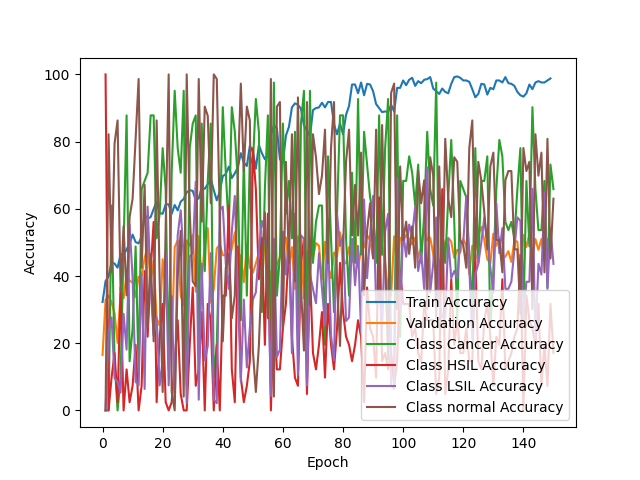 100
80
60
40
20
0
Accuracy
Train Accuracy
Validation Accuracy
Class Cancer Accuracy
Class HSIL Accuracy
Class LSIL Accuracy
Class normal Accuracy
0 20 40 60 80 100 120 140
Epoch